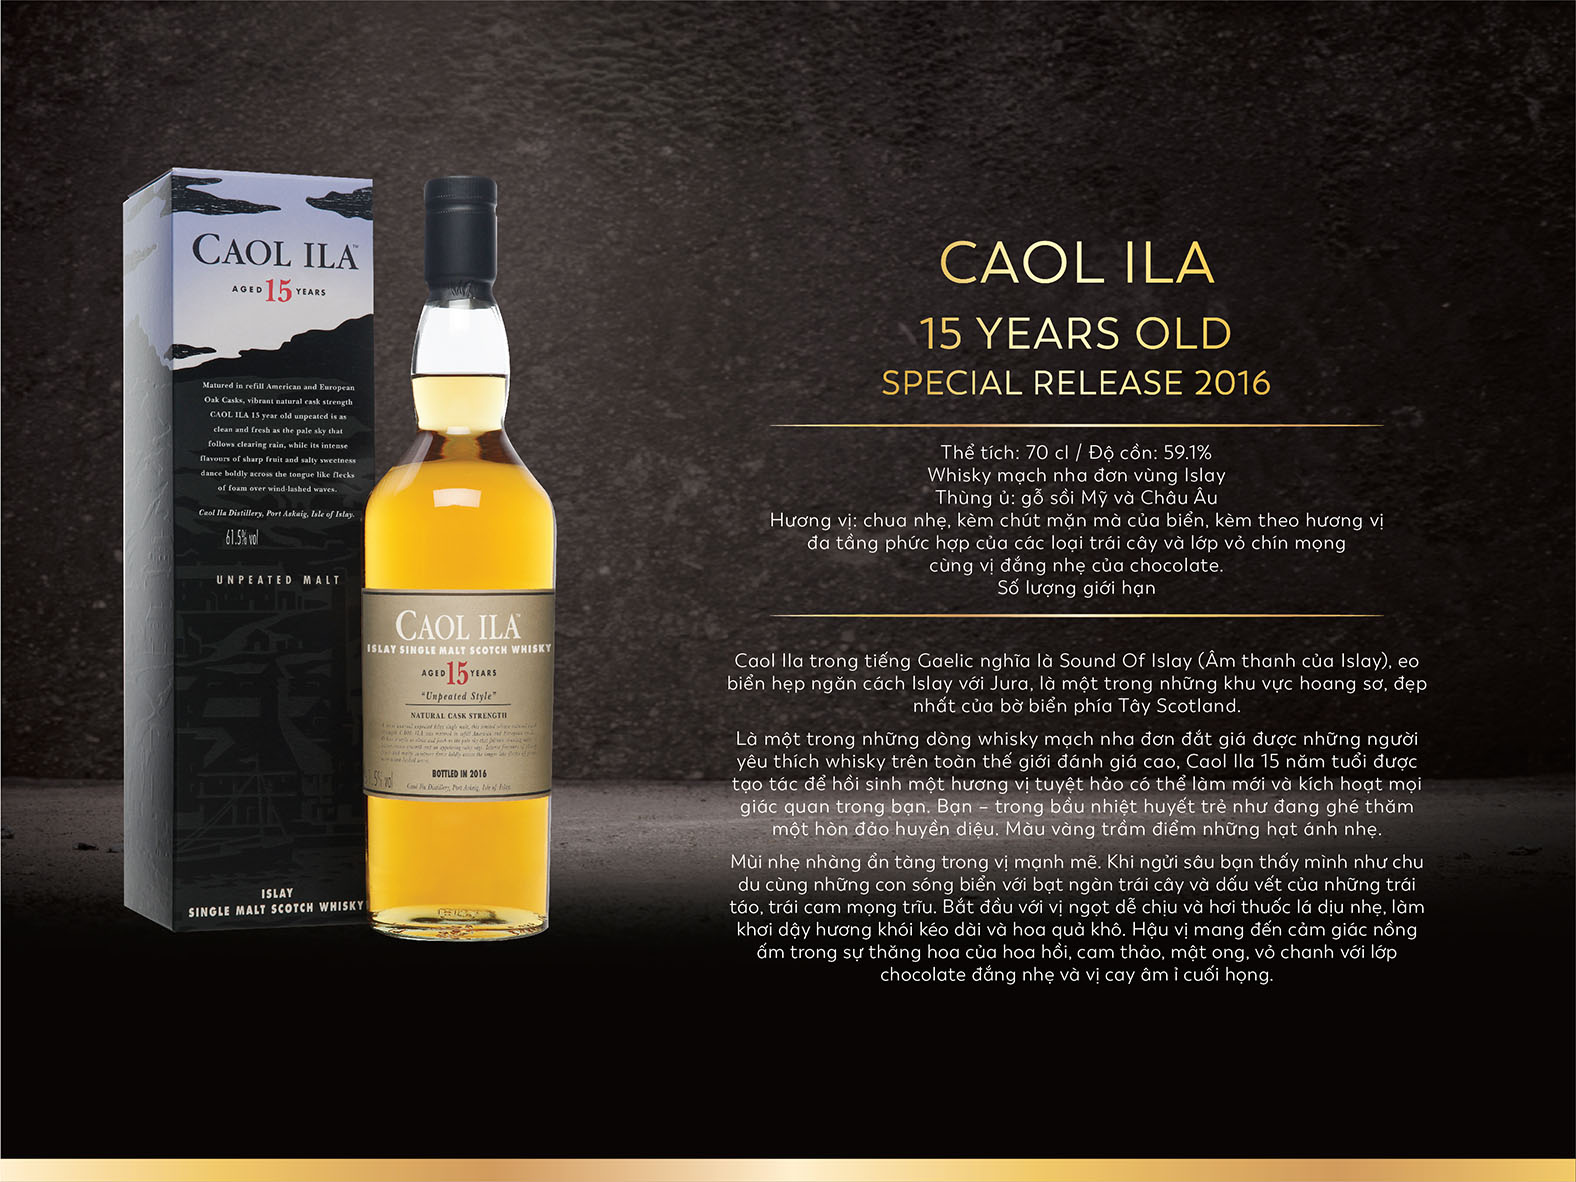 CAOL ILA™
AGED 15 YEARS
Matured in refill American and European
Oak Casks, vibrant natural cask strength
CAOL ILA 15 year old unpeated is as
clean and fresh as the pale sky that
follows clearing rain, while its intense
flavours of sharp fruit and salty sweetness
dance boldly across the tongue like flecks
of foam over wind-lashed waves.
Caol Ila Distillery, Port Askaig, Isle of Islay.
61.5% vol
UNPEATED MALT
ISLAY
SINGLE MALT SCOTCH WHISKY
CAOL ILA™
ISLAY SINGLE MALT SCOTCH WHISKY
AGED 15 YEARS
"Unpeated Style"
NATURAL CASK STRENGTH
BOTTLED IN 2016
Caol Ila Distillery, Port Askaig, Isle of Islay.
CAOL ILA
15 YEARS OLD
SPECIAL RELEASE 2016
Thể tích: 70 cl / Độ cồn: 59.1%
Whisky mạch nha đơn vùng Islay
Thùng ủ: gỗ sồi Mỹ và Châu Âu
Hương vị: chua nhẹ, kèm chút mặn mà của biển, kèm theo hương vị
đa tầng phức hợp của các loại trái cây và lớp vỏ chín mọng
cùng vị đắng nhẹ của chocolate.
Số lượng giới hạn
Caol Ila trong tiếng Gaelic nghĩa là Sound Of Islay (Âm thanh của Islay), eo
biển hẹp ngăn cách Islay với Jura, là một trong những khu vực hoang sơ, đẹp
nhất của bờ biển phía Tây Scotland.
Là một trong những dòng whisky mạch nha đơn đắt giá được những người
yêu thích whisky trên toàn thế giới đánh giá cao, Caol Ila 15 năm tuổi được
tạo tác để hồi sinh một hương vị tuyệt hảo có thể làm mới và kích hoạt mọi
giác quan trong bạn. Bạn – trong bầu nhiệt huyết trẻ như đang ghé thăm
một hòn đảo huyền diệu. Màu vàng trầm điểm những hạt ánh nhẹ.
Mùi nhẹ nhàng ẩn tàng trong vị mạnh mẽ. Khi ngửi sâu bạn thấy mình như chu
du cùng những con sóng biển với bạt ngàn trái cây và dấu vết của những trái
táo, trái cam mọng trĩu. Bắt đầu với vị ngọt dễ chịu và hơi thuốc lá dịu nhẹ, làm
khơi dậy hương khói kéo dài và hoa quả khô. Hậu vị mang đến cảm giác nồng
ấm trong sự thăng hoa của hoa hồi, cam thảo, mật ong, vỏ chanh với lớp
chocolate đắng nhẹ và vị cay âm ỉ cuối họng.